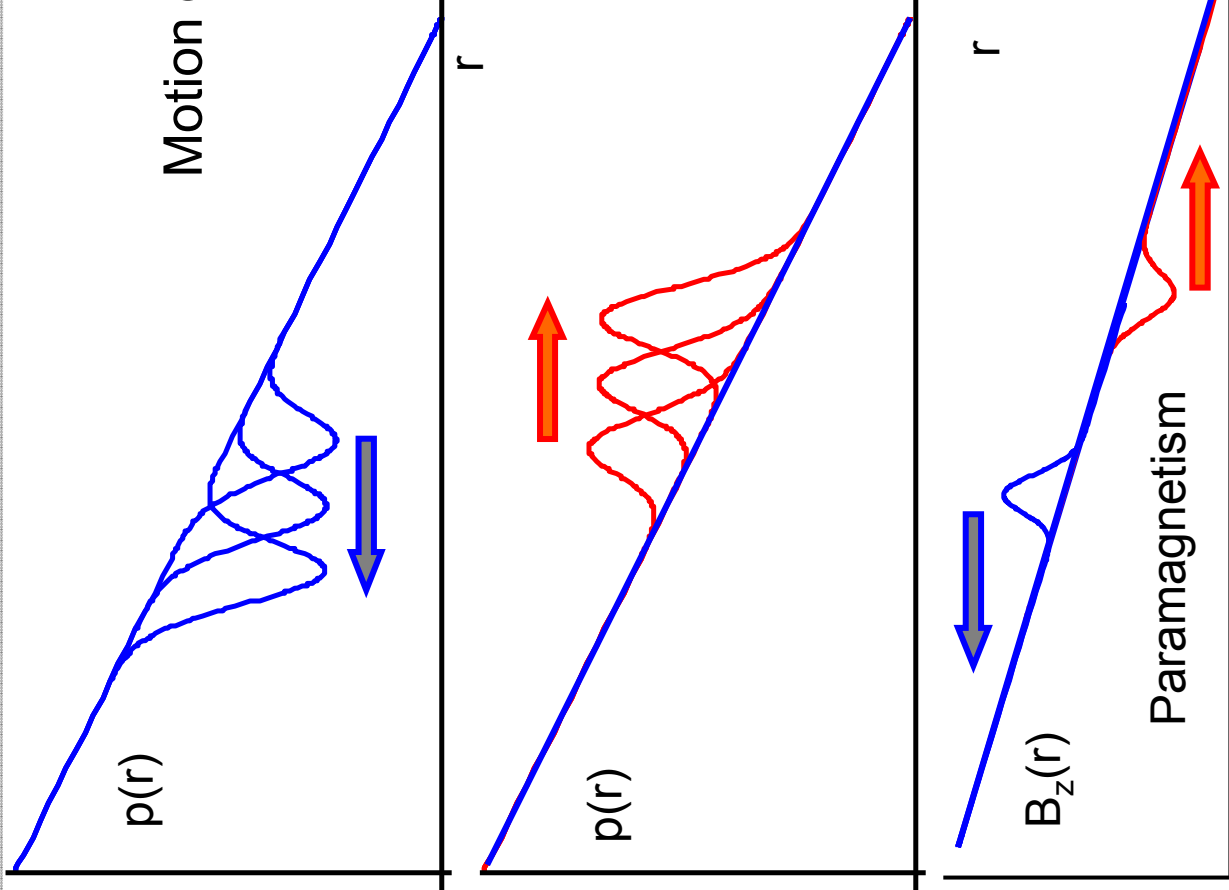 Motion
p(r)
r
p(r)
r
B_z(r)
Paramagnetism